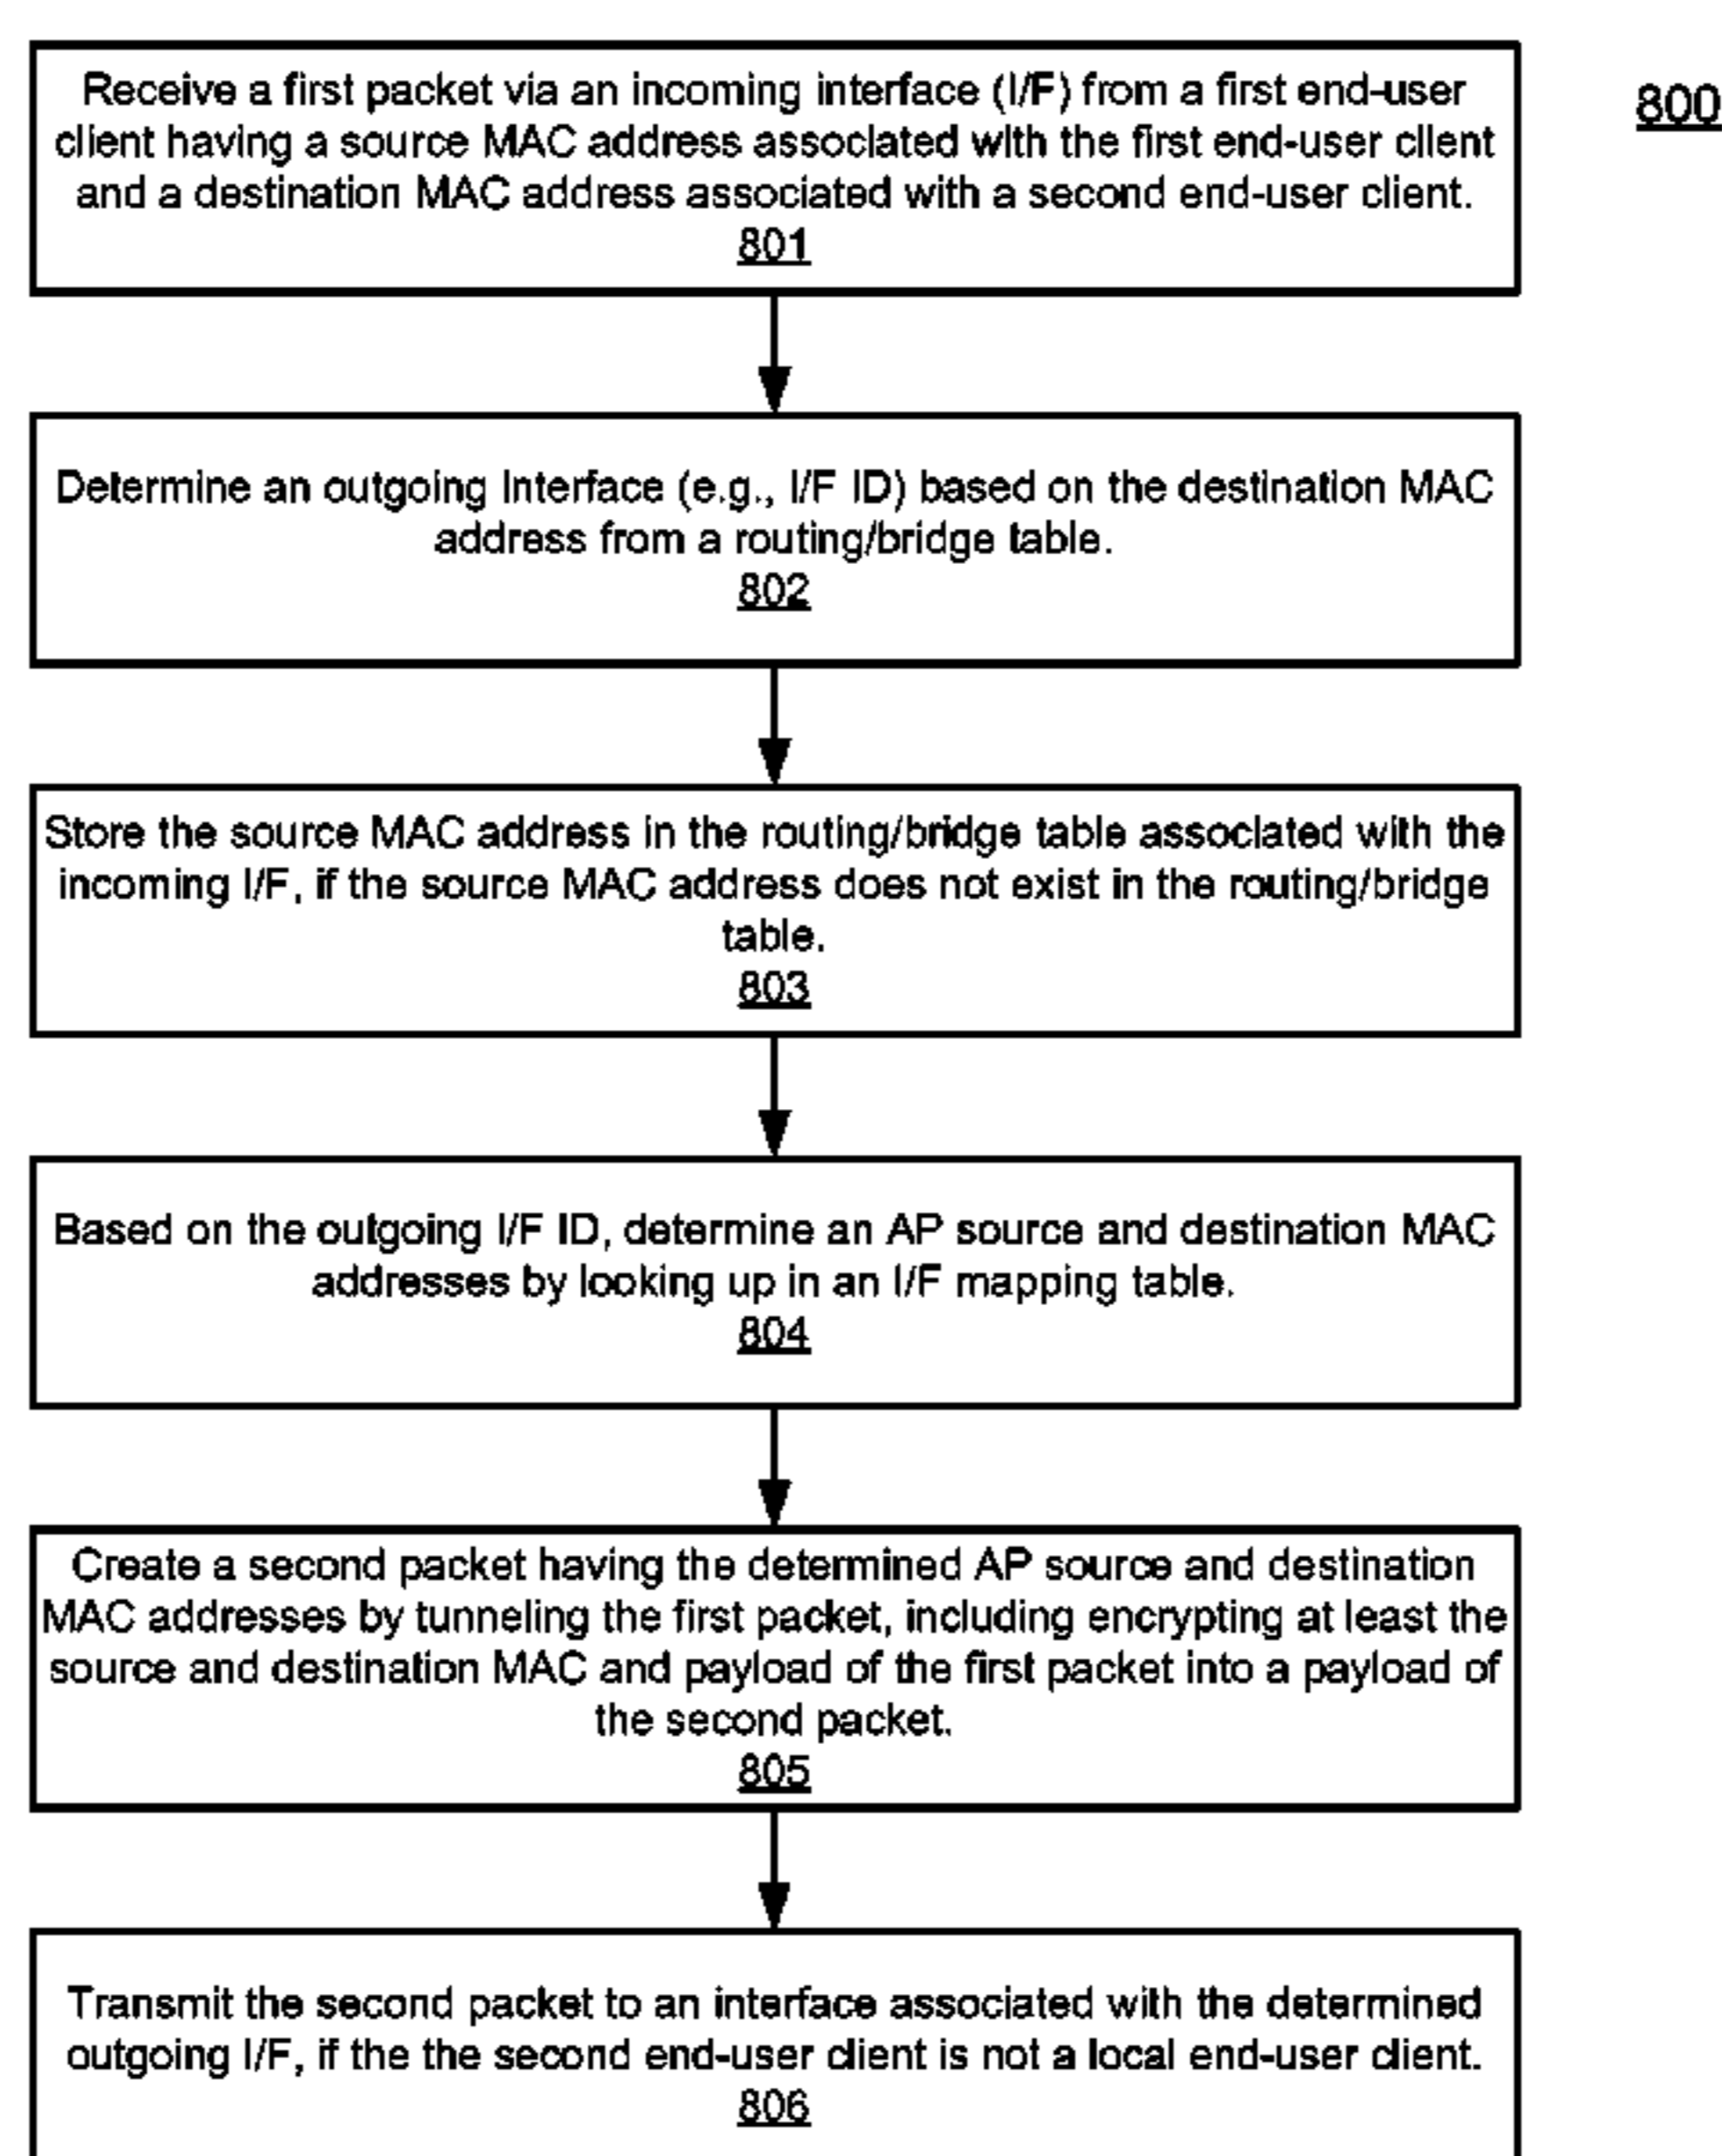 Receive a first packet via an incoming interface (I/F) from a first end-user
800
client having a source MAC address associated with the first end-user client
and a destination MAC address associated with a second end-user client.
801
Determine an outgoing Interface (e.g., I/F ID) based on the destination MAC
address from a routing/bridge table.
802
Store the source MAC address in the routing/bridge table associated with the
incoming I/F, if the source MAC address does not exist in the routing/bridge
table.
803
Based on the outgoing I/F ID, determine an AP source and destination MAC
addresses by looking up in an I/F mapping table.
804
Create a second packet having the determined AP source and destination
MAC addresses by tunneling the first packet, including encrypting at least the
source and destination MAC and payload of the first packet into a payload of
the second packet.
805
Transmit the second packet to an interface associated with the determined
outgoing I/F, if the the second end-user client is not a local end-user client.
806